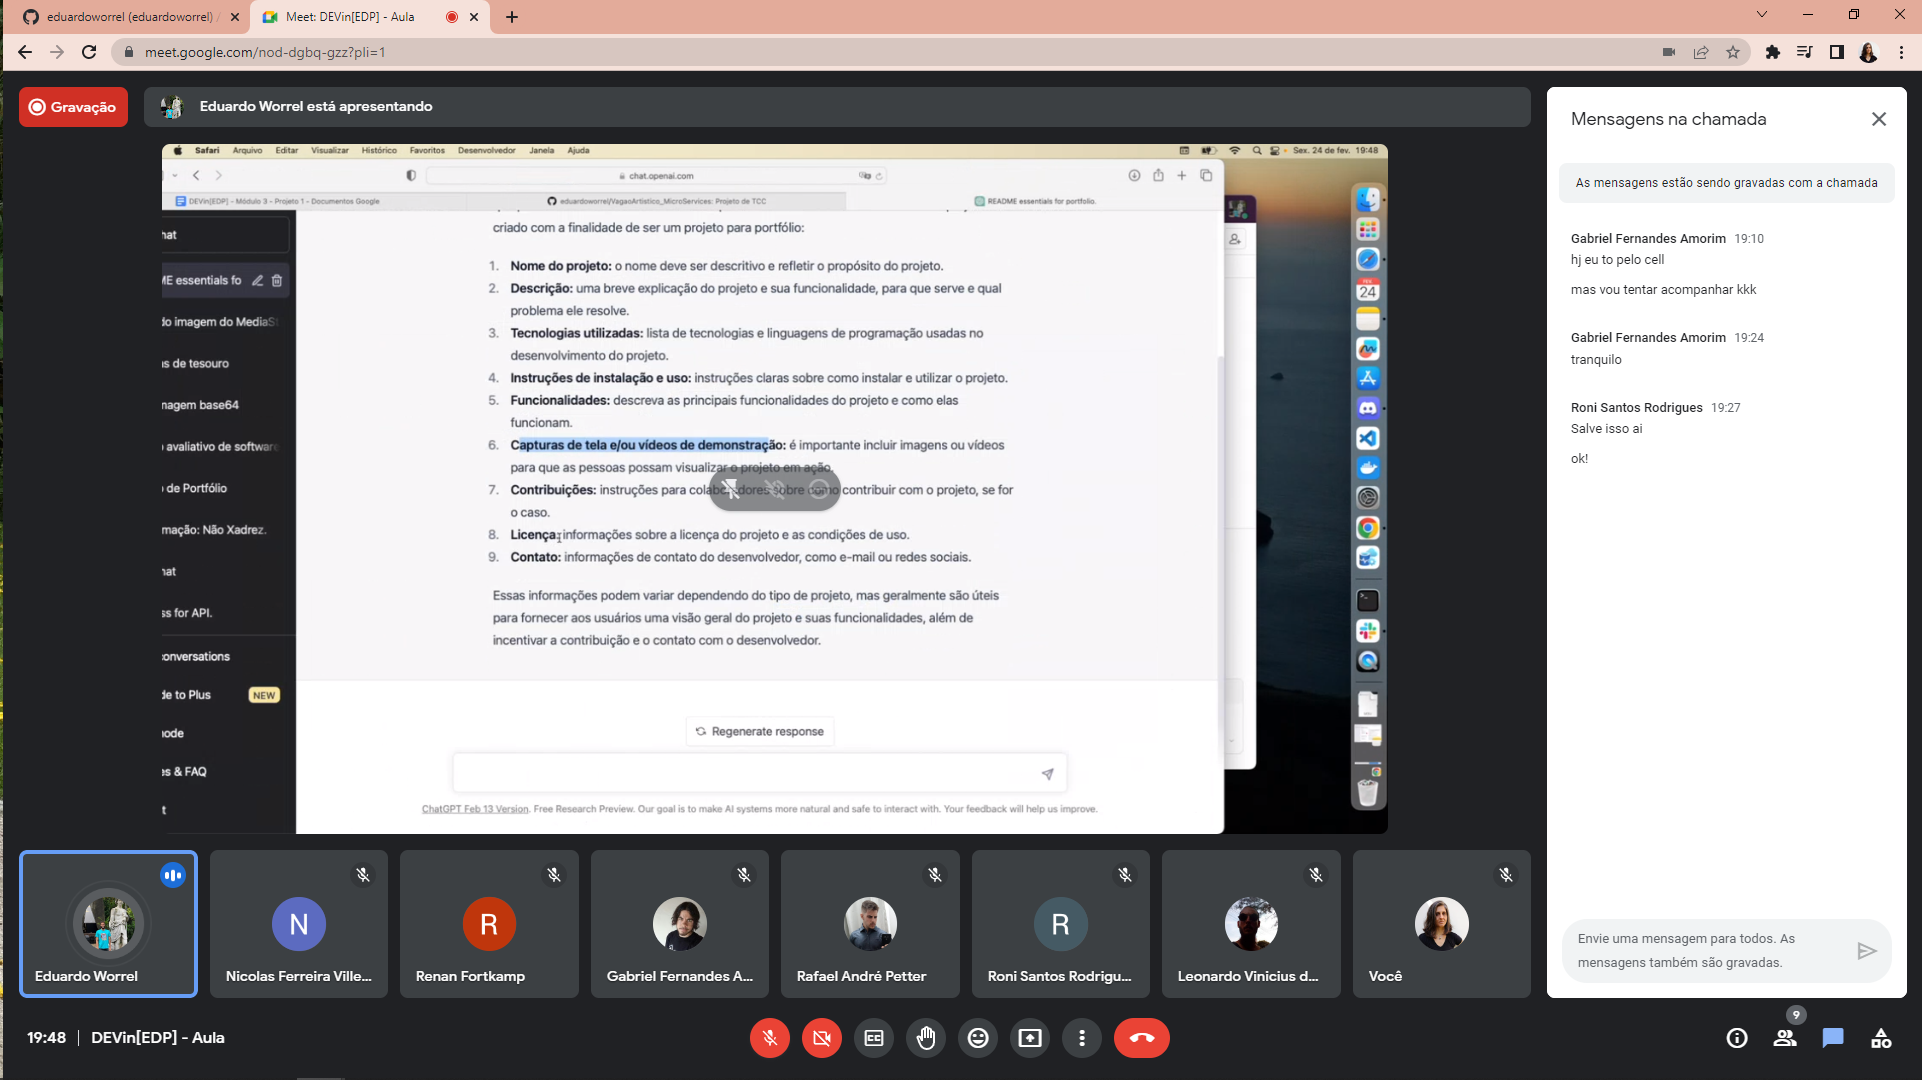 eduardoworrel (eduardoworrel)
Meet: DEVin[EDP] - Aula
meet.google.com/nod-dgbq-gzz?pli=1
Gravação
Eduardo Worrel está apresentando
Safari Arquivo Editar Visualizar Histórico Favoritos Desenvolvedor Janela Ajuda
Sex. 24 de fev. 19:48
chat.openai.com
DEVin[EDP] - Módulo 3 - Projeto 1 - Documentos Google
eduardoworrel/VagaoArtistico_MicroServices: Projeto de TCC
README essentials for portfolio.
hat
ME essentials fo
do imagem do MediaSt
as de tesouro
nagem base64
o avaliativo de software
o de Portfólio
mação: Não Xadrez.
hat
ss for API.
onversations
de to Plus NEW
node
es & FAQ
t
criado com a finalidade de ser um projeto para portfólio:
1. Nome do projeto: o nome deve ser descritivo e refletir o propósito do projeto.
2. Descrição: uma breve explicação do projeto e sua funcionalidade, para que serve e qual
problema ele resolve.
3. Tecnologias utilizadas: lista de tecnologias e linguagens de programação usadas no
desenvolvimento do projeto.
4. Instruções de instalação e uso: instruções claras sobre como instalar e utilizar o projeto.
5. Funcionalidades: descreva as principais funcionalidades do projeto e como elas
funcionam.
6. Capturas de tela e/ou vídeos de demonstração: é importante incluir imagens ou vídeos
para que as pessoas possam visualizar o projeto em ação.
7. Contribuições: instruções para colaboradores sobre como contribuir com o projeto, se for
o caso.
8. Licença: informações sobre a licença do projeto e as condições de uso.
9. Contato: informações de contato do desenvolvedor, como e-mail ou redes sociais.
Essas informações podem variar dependendo do tipo de projeto, mas geralmente são úteis
para fornecer aos usuários uma visão geral do projeto e suas funcionalidades, além de
incentivar a contribuição e o contato com o desenvolvedor.
Regenerate response
ChatGPT Feb 13 Version. Free Research Preview. Our goal is to make AI systems more natural and safe to interact with. Your feedback will help us improve.
24
Mensagens na chamada
As mensagens estão sendo gravadas com a chamada
Gabriel Fernandes Amorim 19:10
hj eu to pelo cell
mas vou tentar acompanhar kkk
Gabriel Fernandes Amorim 19:24
tranquilo
Roni Santos Rodrigues 19:27
Salve isso ai
ok!
Envie uma mensagem para todos. As
mensagens também são gravadas.
Eduardo Worrel
N
Nicolas Ferreira Ville...
R
Renan Fortkamp
Gabriel Fernandes A...
Rafael André Petter
R
Roni Santos Rodrigu...
Leonardo Vinicius d...
Você
19:48 | DEVin[EDP] - Aula
9